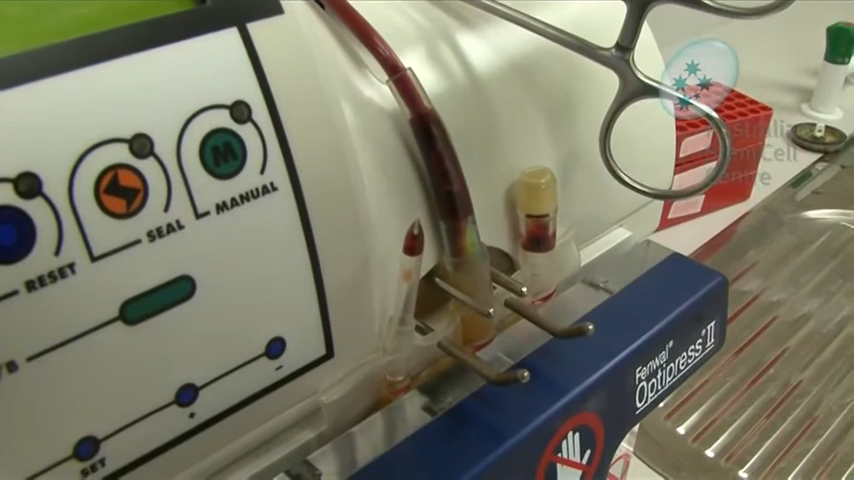 M
RESET
SEAL
MANUAL
SET
+
-
Fenwal®
Optipress® II